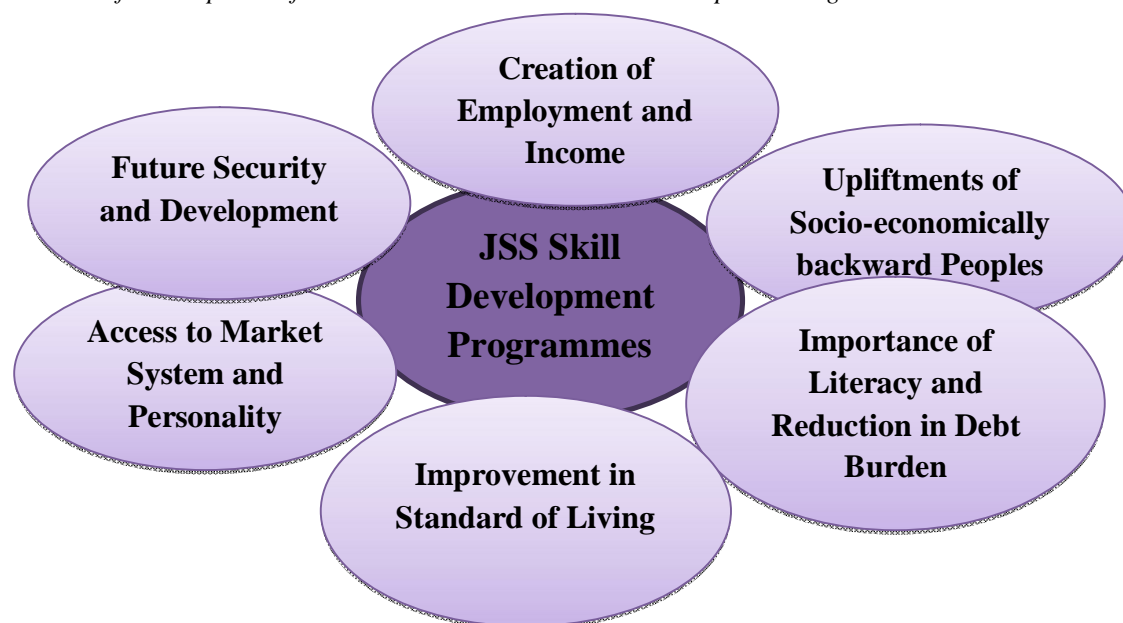 Creation of
Employment and
Income
Future Security
and Development
Upliftments of
Socio-economically
backward Peoples
JSS Skill
Development
Programmes
Access to Market
System and
Personality
Importance of
Literacy and
Reduction in Debt
Burden
Improvement in
Standard of Living